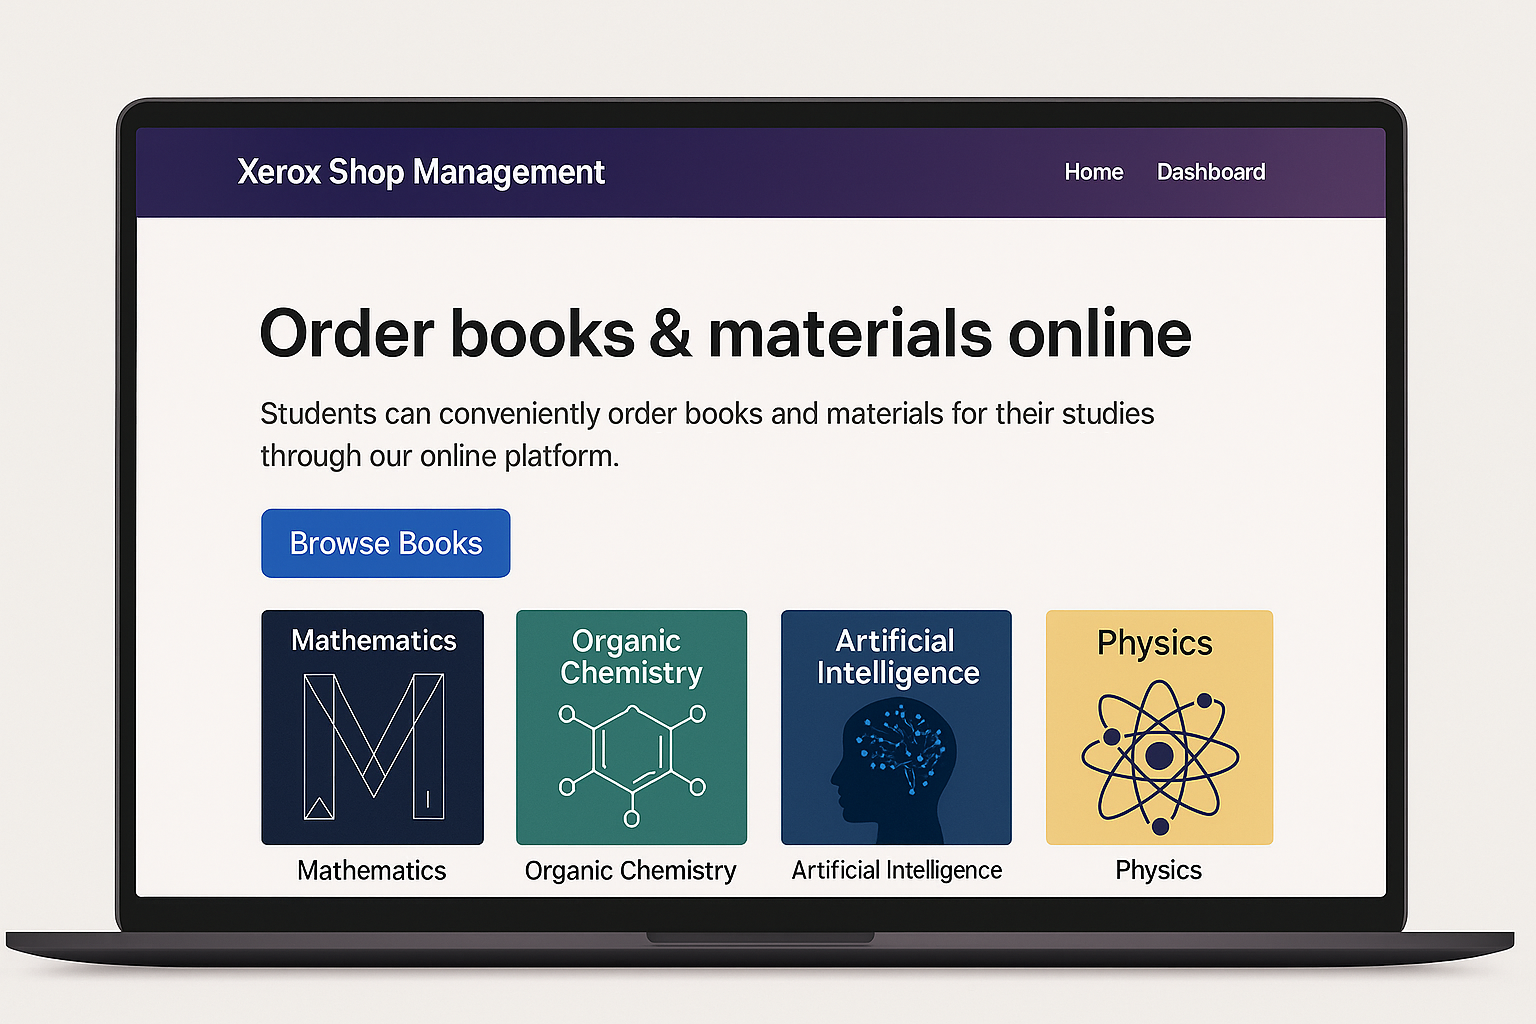 Xerox Shop Management
Home
Dashboard
Order books & materials online
Students can conveniently order books and materials for their studies
through our online platform.
Browse Books
Mathematics
Organic
Chemistry
Artificial
Intelligence
Physics
Mathematics
Organic Chemistry
Artificial Intelligence
Physics